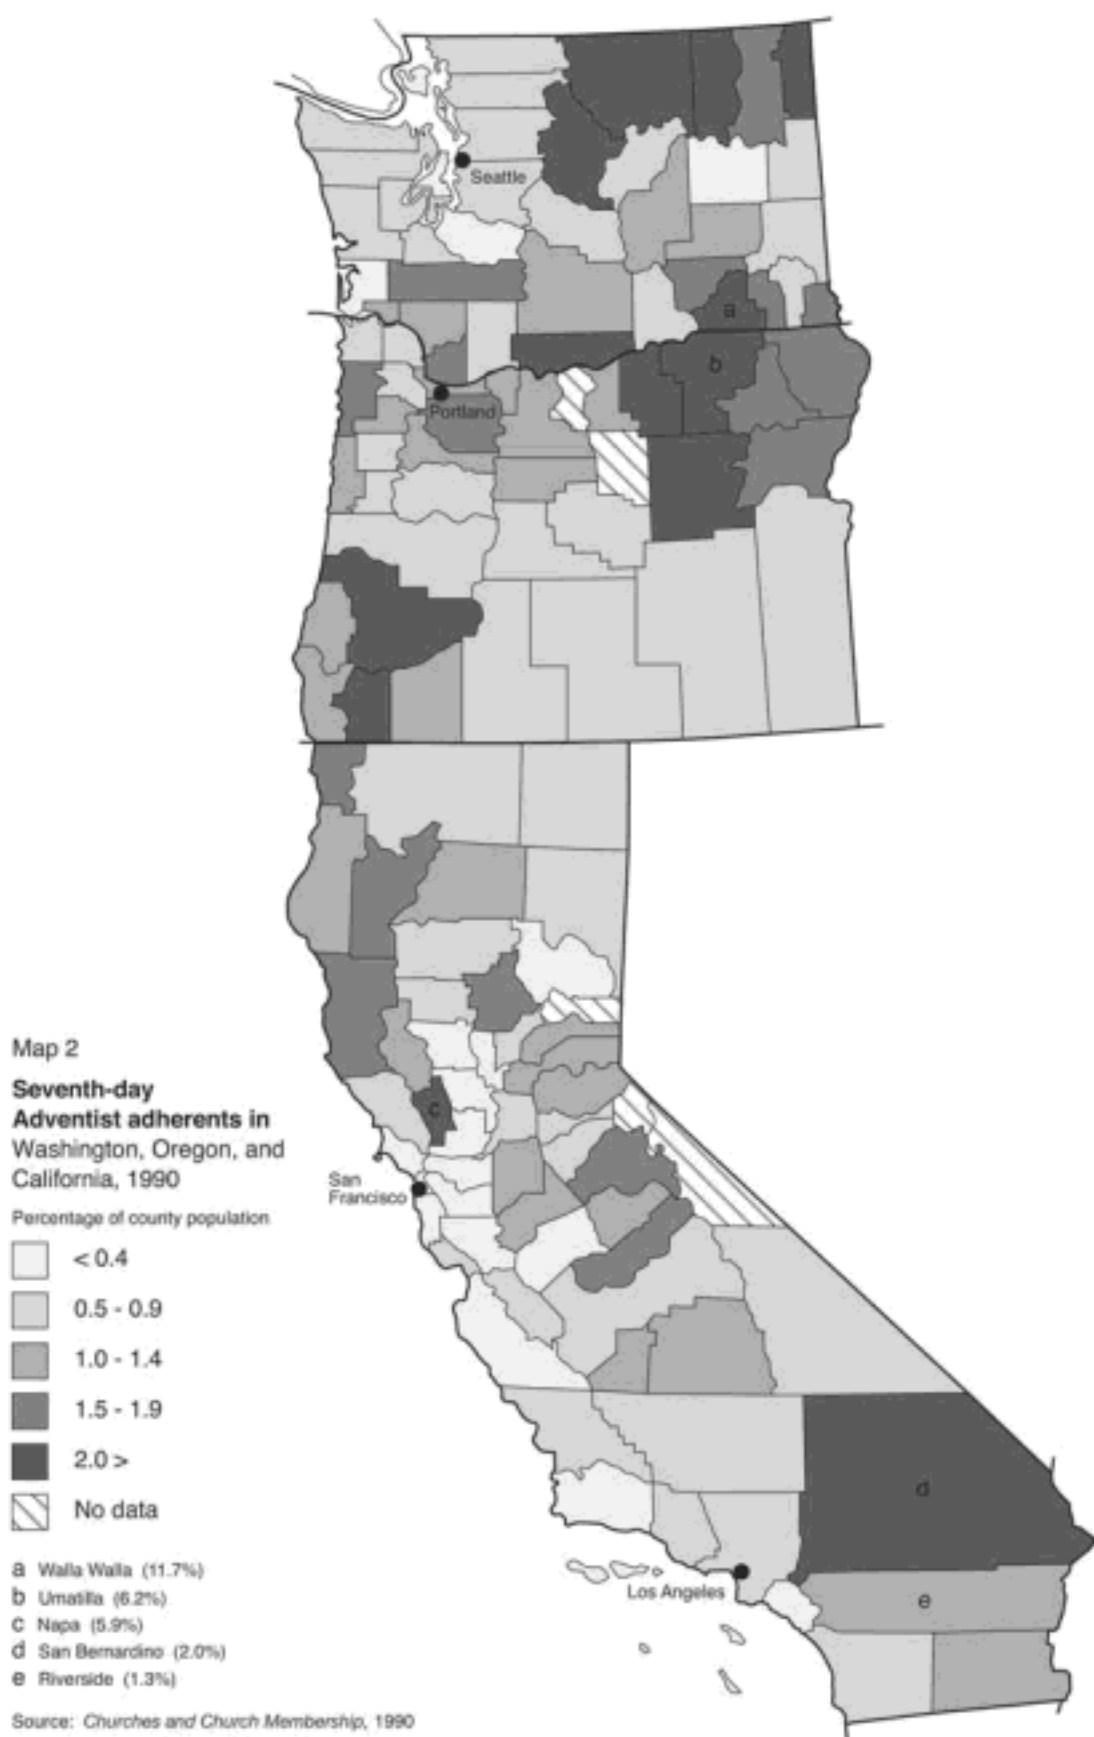 Seattle
a
b
Portland
Map 2
Seventh-day
Adventist adherents in
Washington, Oregon, and
California, 1990
c
San
Francisco
Percentage of county population
< 0.4
0.5 - 0.9
1.0 - 1.4
1.5 - 1.9
2.0 >
No data
d
Los Angeles
e
a Walla Walla (11.7%)
b Umatilla (6.2%)
c Napa (5.9%)
d San Bernardino (2.0%)
e Riverside (1.3%)
Source: Churches and Church Membership, 1990